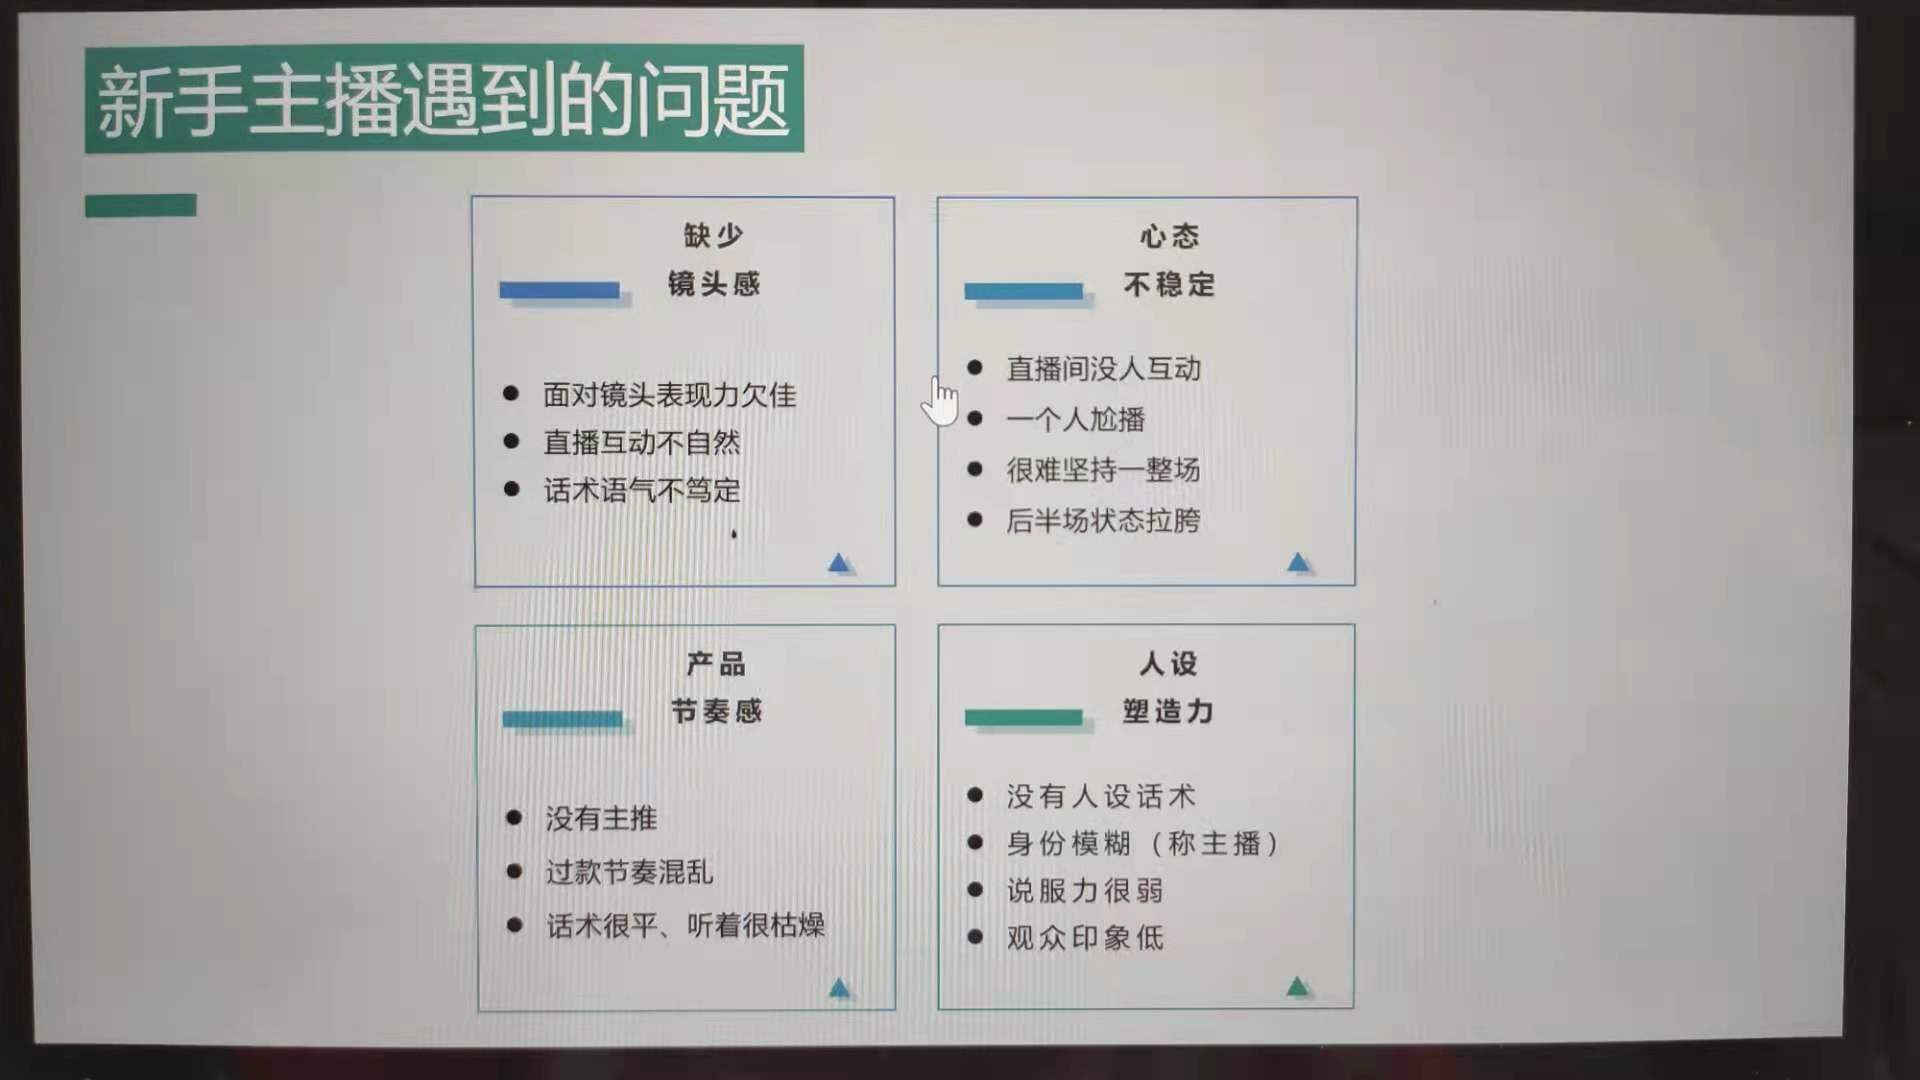 新手主播遇到的问题
缺少
镜头感
面对镜头表现力欠佳
直播互动不自然
话术语气不笃定
心态
不稳定
直播间没人互动
一个人尬播
很难坚持一整场
后半场状态拉胯
产品
节奏感
没有主推
过款节奏混乱
话术很平、听着很枯燥
人设
塑造力
没有人设话术
身份模糊（称主播）
说服力很弱
观众印象低